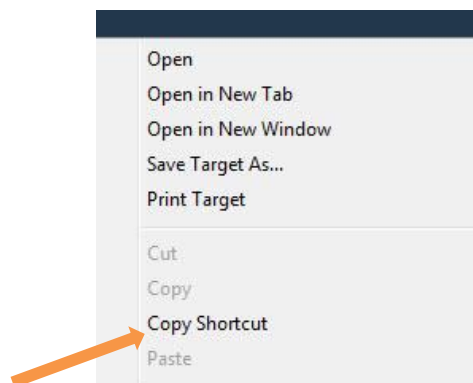 Open
Open in New Tab
Open in New Window
Save Target As...
Print Target
Cut
Copy
Copy Shortcut
Paste